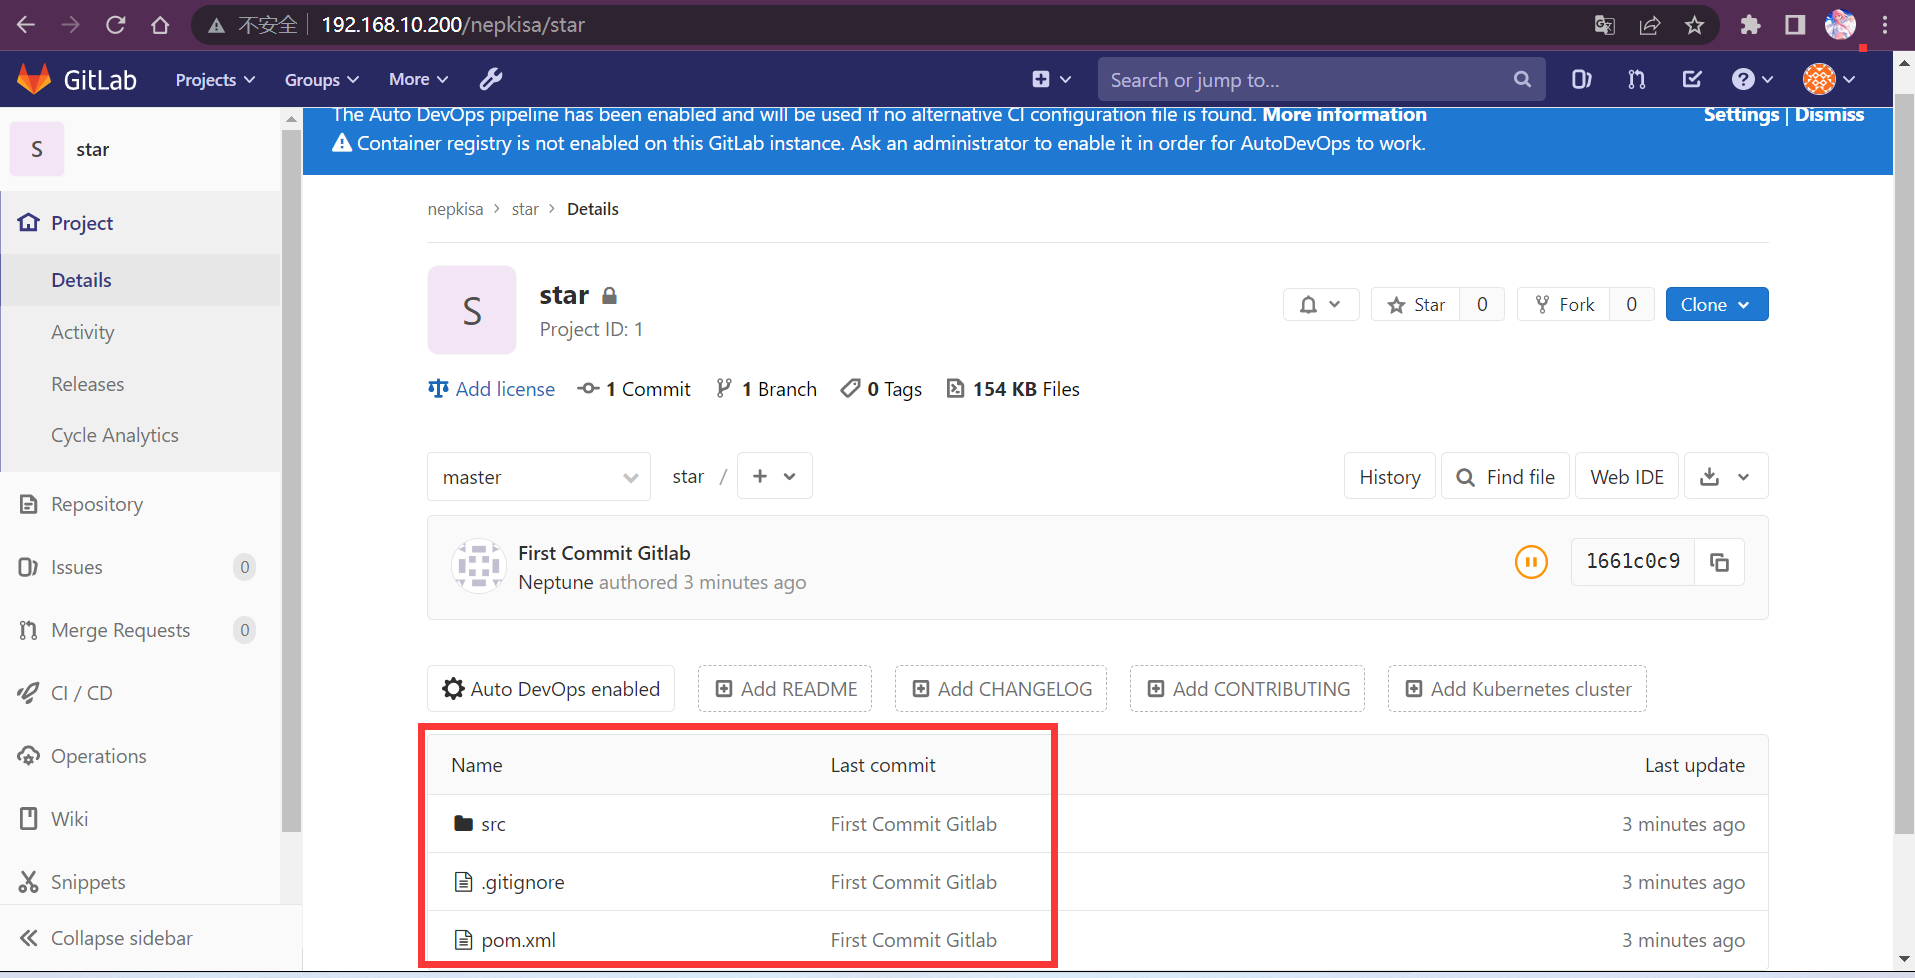 不安全 192.168.10.200/nepkisa/star
GitLab Projects Groups More Search or jump to...
The Auto DevOps pipeline has been enabled and will be used if no alternative CI configuration file is found. More information Settings | Dismiss
Container registry is not enabled on this GitLab instance. Ask an administrator to enable it in order for AutoDevOps to work.
S star
Project
Details
Activity
Releases
Cycle Analytics
Repository
Issues 0
Merge Requests 0
CI / CD
Operations
Wiki
Snippets
Collapse sidebar
nepkisa > star > Details
S
star
Project ID: 1
Star 0 Fork 0 Clone
Add license 1 Commit 1 Branch 0 Tags 154 KB Files
master star / + History Find file Web IDE
First Commit Gitlab
Neptune authored 3 minutes ago
1661c0c9
Auto DevOps enabled Add README Add CHANGELOG Add CONTRIBUTING Add Kubernetes cluster
Name Last commit Last update
src First Commit Gitlab 3 minutes ago
.gitignore First Commit Gitlab 3 minutes ago
pom.xml First Commit Gitlab 3 minutes ago